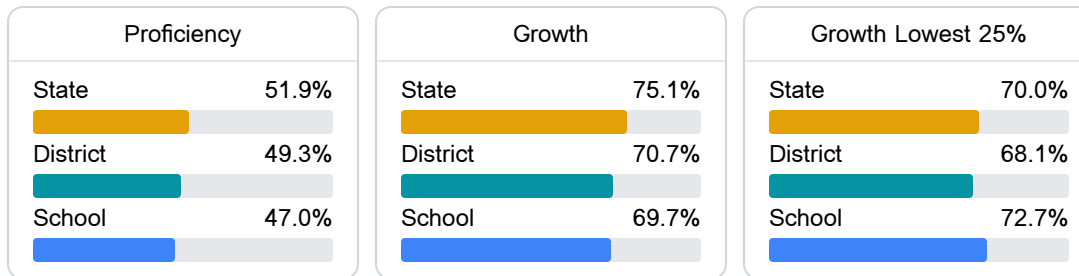 Proficiency
State 51.9%
District 49.3%
School 47.0%
Growth
State 75.1%
District 70.7%
School 69.7%
Growth Lowest 25%
State 70.0%
District 68.1%
School 72.7%